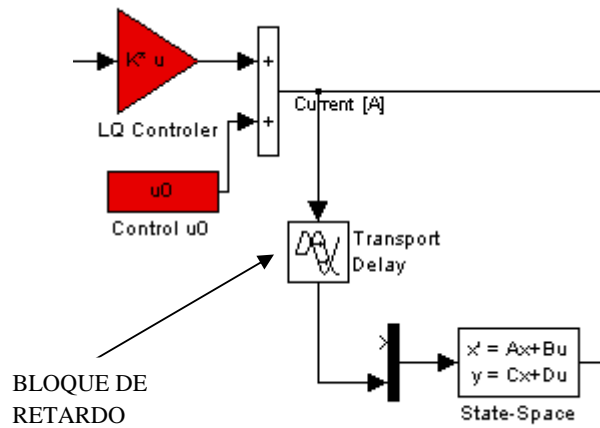 K* u
+
Current [A]
LQ Controler
+
u0
Control u0
Transport
Delay
x' = Ax+Bu
y = Cx+Du
BLOQUE DE
RETARDO
State-Space